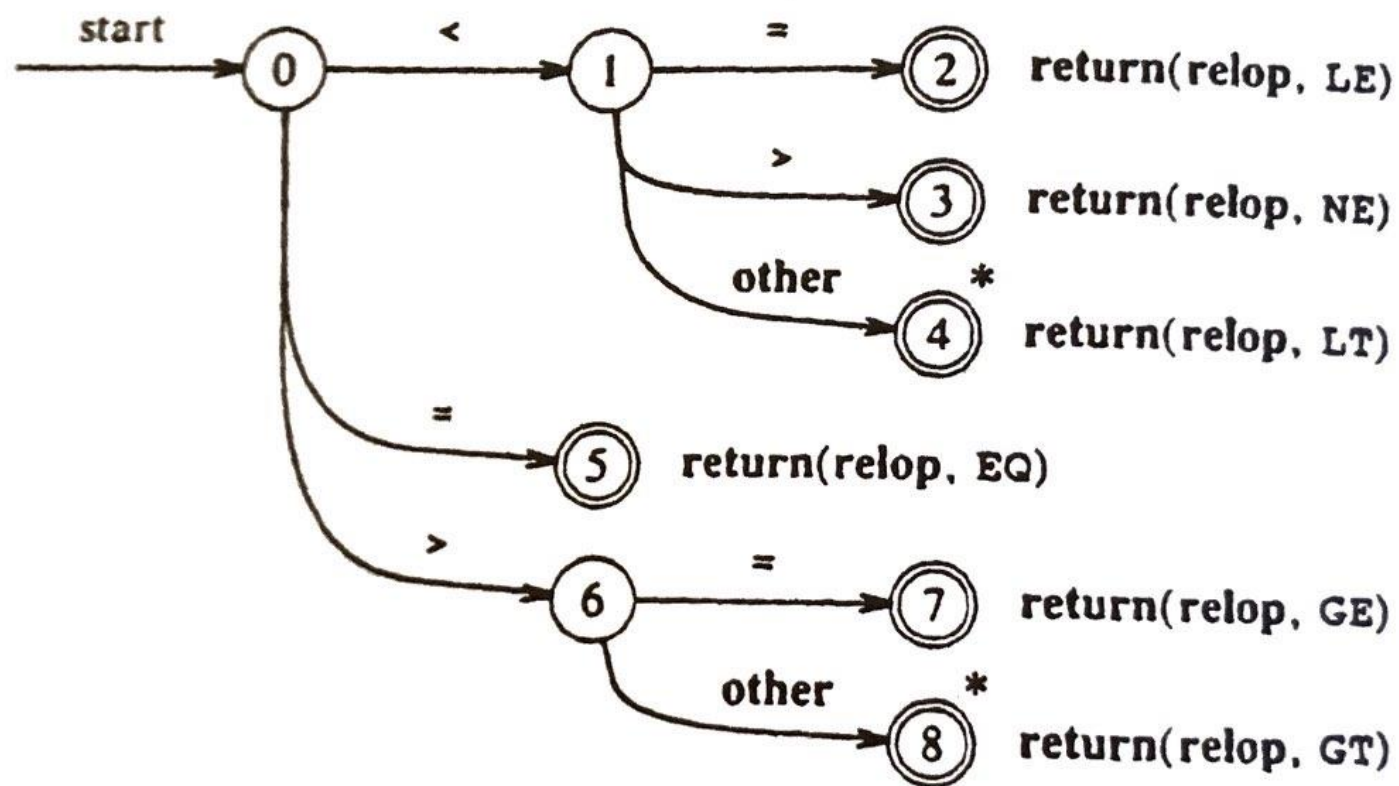 start
0 < 1 = 2 return(relop, LE)
> 3 return(relop, NE)
other 4 * return(relop, LT)
= 5 return(relop, EQ)
> 6 = 7 return(relop, GE)
other 8 * return(relop, GT)